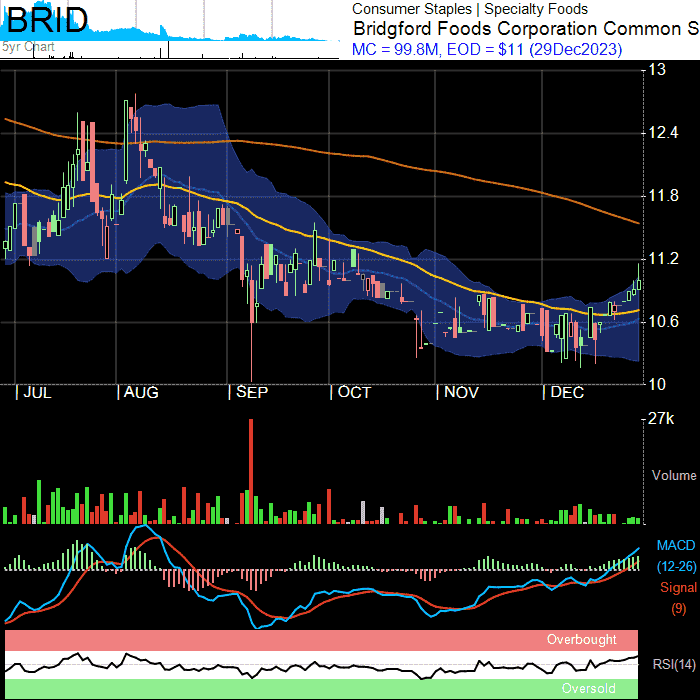 BRID
5yr Chart
Consumer Staples | Specialty Foods
Bridgford Foods Corporation Common S
MC = 99.8M, EOD = $11 (29Dec2023)
13
12.4
11.8
11.2
10.6
10
| JUL | AUG | SEP | OCT | NOV | DEC
27k
Volume
MACD
(12-26)
Signal
(9)
Overbought
RSI(14)
Oversold